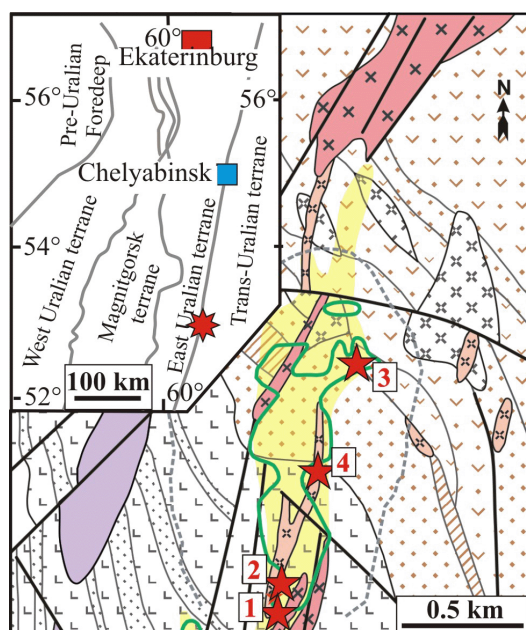 60°
Ekaterinburg
56°
56°
Pre-Uralian
Foredeep
Chelyabinsk
54°
West Uralian terrane
Magnitgorsk
terrane
East Uralian terrane
Trans-Uralian terrane
52°
100 km
60°
N
3
4
2
1
0.5 km